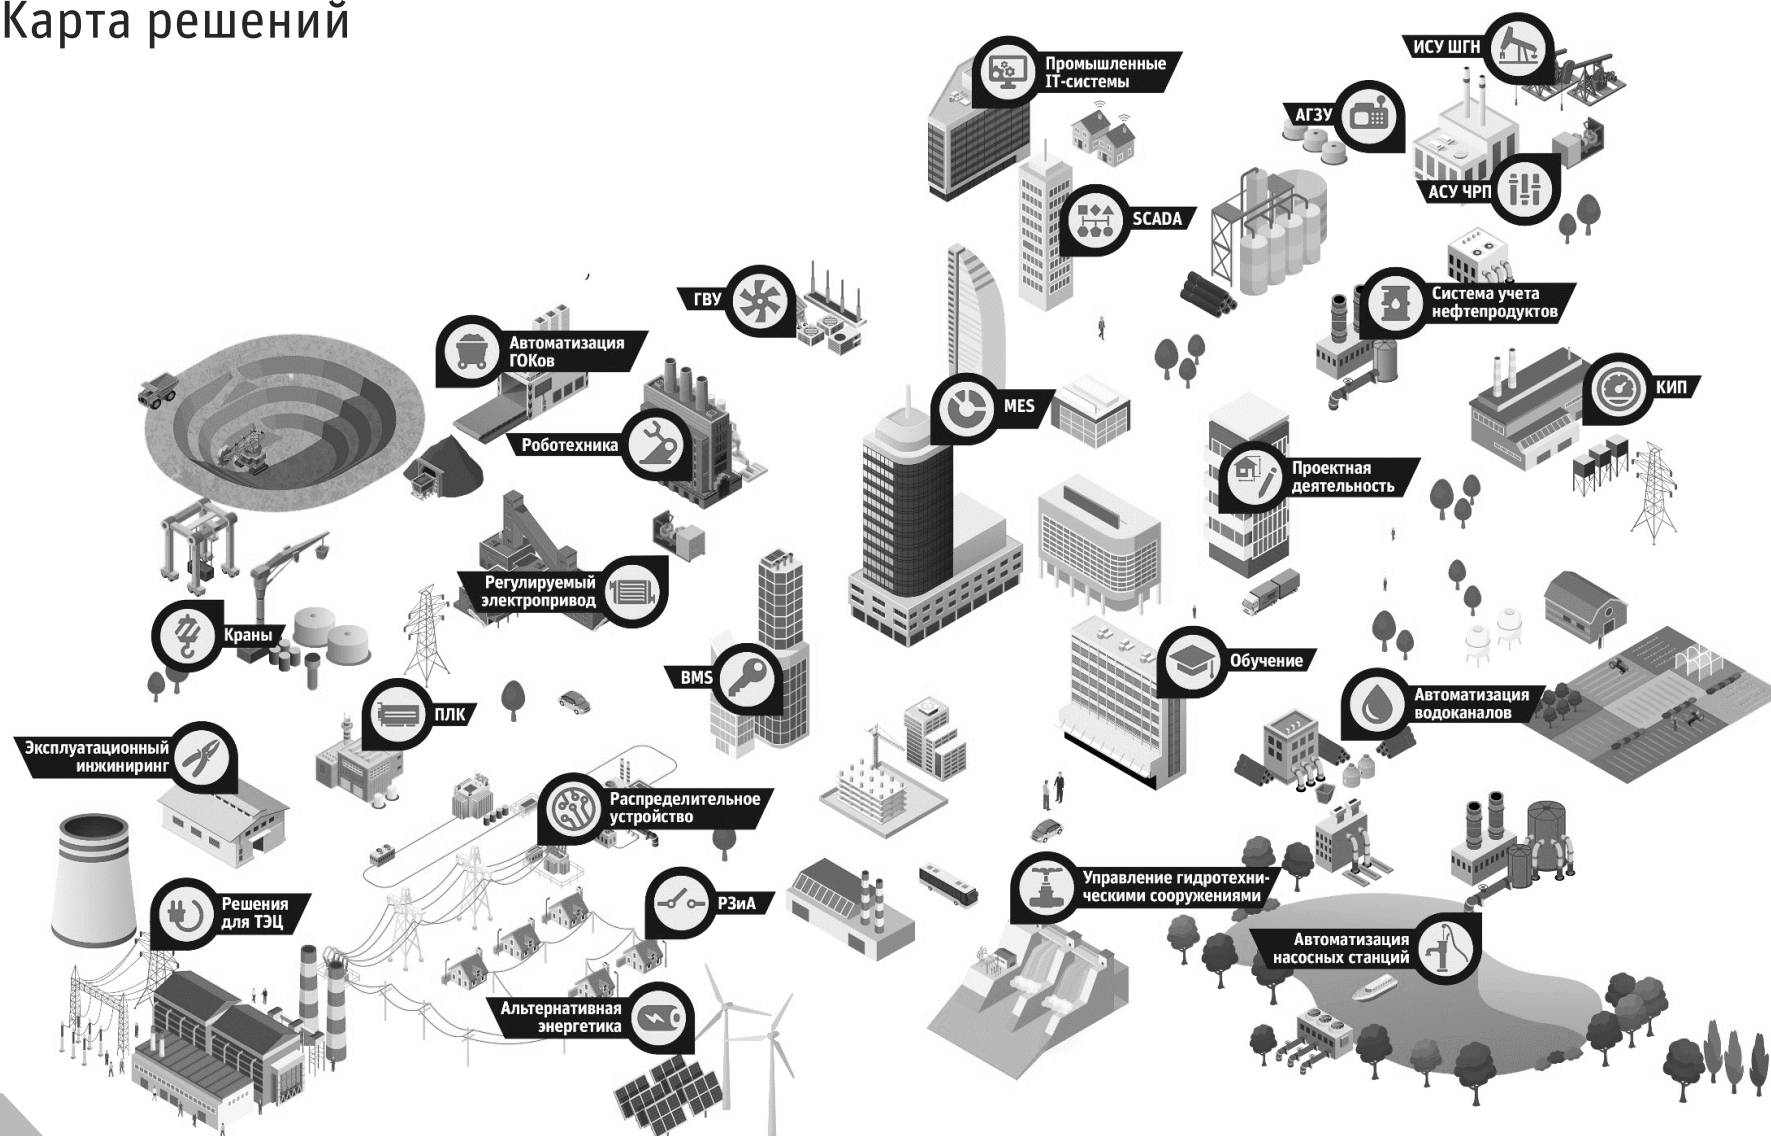 Карта решений
ИСУ ШГН
Промышленные
IT-системы
АГЗУ
АСУ ЧРП
SCADA
ГВУ
Система учета
нефтепродуктов
Автоматизация
ГОКов
КИП
MES
Роботехника
Проектная
деятельность
Регулируемый
электропривод
Краны
Обучение
BMS
Автоматизация
водоканалов
ПЛК
Эксплуатационный
инжиниринг
Распределительное
устройство
Управление гидротехни-
ческими сооружениями
Решения
для ТЭЦ
РЗиА
Автоматизация
насосных станций
Альтернативная
энергетика